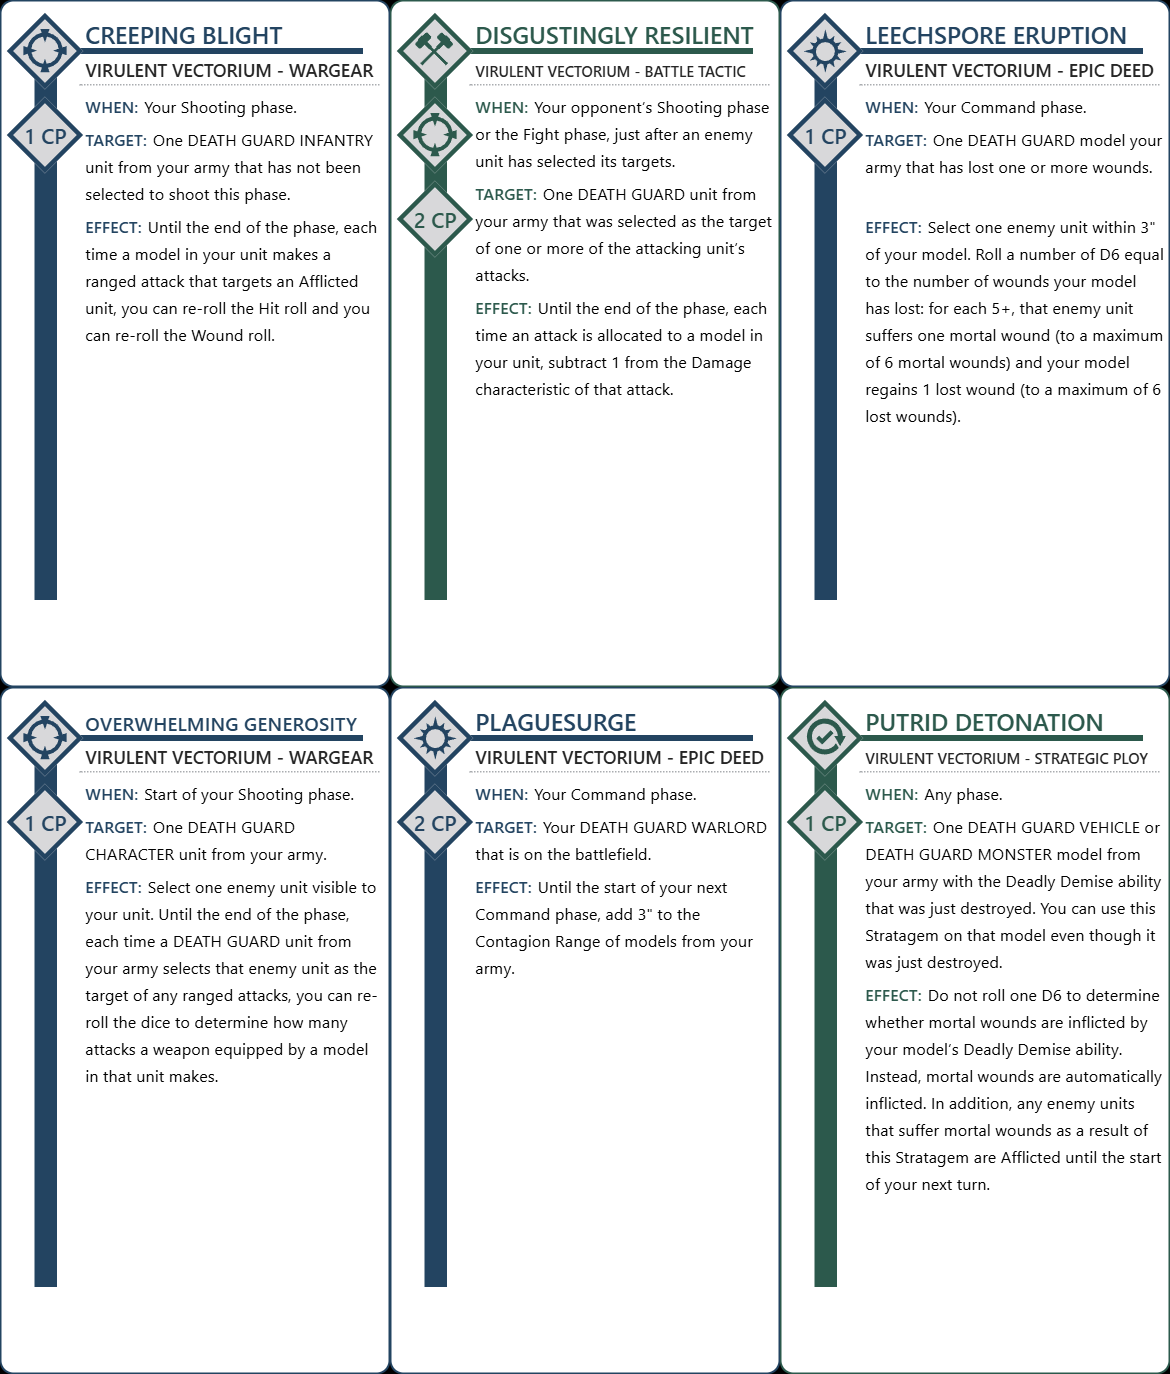 CREEPING BLIGHT
VIRULENT VECTORIUM - WARGEAR
WHEN: Your Shooting phase.
1 CP
TARGET: One DEATH GUARD INFANTRY
unit from your army that has not been
selected to shoot this phase.
EFFECT: Until the end of the phase, each
time a model in your unit makes a
ranged attack that targets an Afflicted
unit, you can re-roll the Hit roll and you
can re-roll the Wound roll.
DISGUSTINGLY RESILIENT
VIRULENT VECTORIUM - BATTLE TACTIC
WHEN: Your opponent's Shooting phase
or the Fight phase, just after an enemy
unit has selected its targets.
2 CP
TARGET: One DEATH GUARD unit from
your army that was selected as the target
of one or more of the attacking unit's
attacks.
EFFECT: Until the end of the phase, each
time an attack is allocated to a model in
your unit, subtract 1 from the Damage
characteristic of that attack.
LEECHSPORE ERUPTION
VIRULENT VECTORIUM - EPIC DEED
WHEN: Your Command phase.
1 CP
TARGET: One DEATH GUARD model your
army that has lost one or more wounds.
EFFECT: Select one enemy unit within 3"
of your model. Roll a number of D6 equal
to the number of wounds your model
has lost: for each 5+, that enemy unit
suffers one mortal wound (to a maximum
of 6 mortal wounds) and your model
regains 1 lost wound (to a maximum of 6
lost wounds).
OVERWHELMING GENEROSITY
VIRULENT VECTORIUM - WARGEAR
WHEN: Start of your Shooting phase.
1 CP
TARGET: One DEATH GUARD
CHARACTER unit from your army.
EFFECT: Select one enemy unit visible to
your unit. Until the end of the phase,
each time a DEATH GUARD unit from
your army selects that enemy unit as the
target of any ranged attacks, you can re-
roll the dice to determine how many
attacks a weapon equipped by a model
in that unit makes.
PLAGUESURGE
VIRULENT VECTORIUM - EPIC DEED
WHEN: Your Command phase.
2 CP
TARGET: Your DEATH GUARD WARLORD
that is on the battlefield.
EFFECT: Until the start of your next
Command phase, add 3" to the
Contagion Range of models from your
army.
PUTRID DETONATION
VIRULENT VECTORIUM - STRATEGIC PLOY
WHEN: Any phase.
1 CP
TARGET: One DEATH GUARD VEHICLE or
DEATH GUARD MONSTER model from
your army with the Deadly Demise ability
that was just destroyed. You can use this
Stratagem on that model even though it
was just destroyed.
EFFECT: Do not roll one D6 to determine
whether mortal wounds are inflicted by
your model's Deadly Demise ability.
Instead, mortal wounds are automatically
inflicted. In addition, any enemy units
that suffer mortal wounds as a result of
this Stratagem are Afflicted until the start
of your next turn.